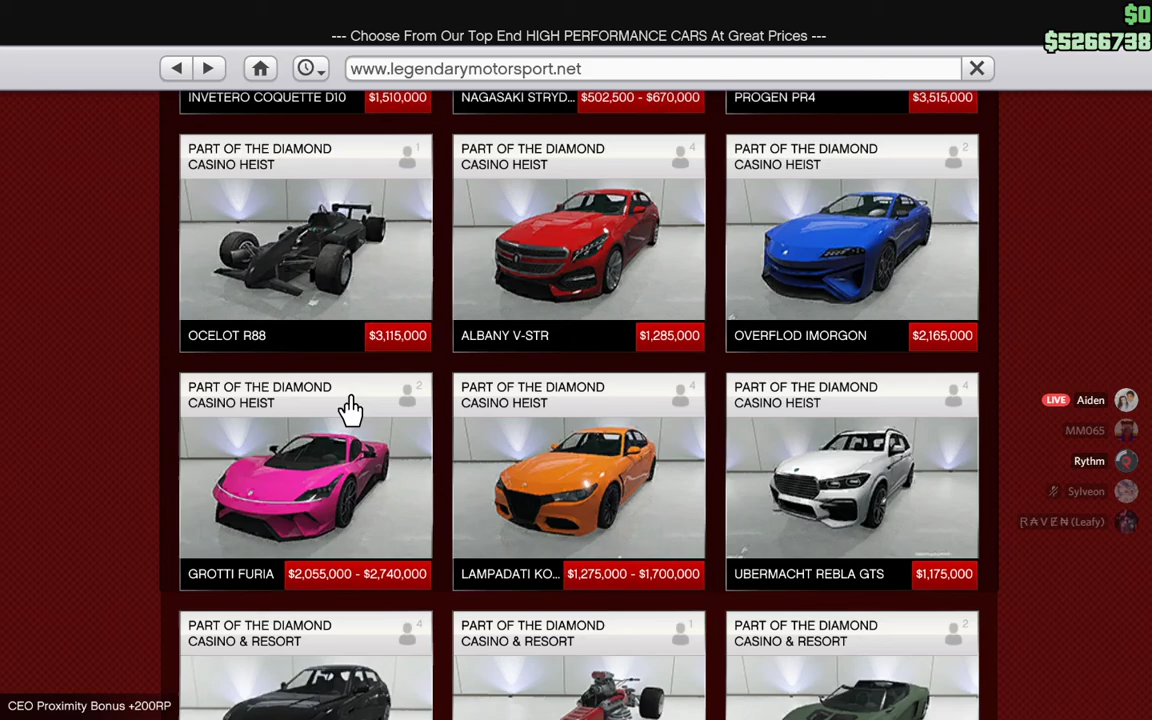 $0
--- Choose From Our Top End HIGH PERFORMANCE CARS At Great Prices ---
$5266738
www.legendarymotorsport.net
INVETERO COQUETTE D10 $1,510,000
NAGASAKI STRYD... $502,500 - $670,000
PROGEN PR4 $3,515,000
PART OF THE DIAMOND
CASINO HEIST
1
PART OF THE DIAMOND
CASINO HEIST
4
PART OF THE DIAMOND
CASINO HEIST
2
OCELOT R88 $3,115,000
ALBANY V-STR $1,285,000
OVERFLOD IMORGON $2,165,000
PART OF THE DIAMOND
CASINO HEIST
2
PART OF THE DIAMOND
CASINO HEIST
4
PART OF THE DIAMOND
CASINO HEIST
4
GROTTI FURIA $2,055,000 - $2,740,000
LAMPADATI KO... $1,275,000 - $1,700,000
UBERMACHT REBLA GTS $1,175,000
PART OF THE DIAMOND
CASINO & RESORT
4
PART OF THE DIAMOND
CASINO & RESORT
1
PART OF THE DIAMOND
CASINO & RESORT
2
LIVE Aiden
MM065
Rythm
Sylveon
ⱤȺVɆ₦ (Leafy)
CEO Proximity Bonus +200RP